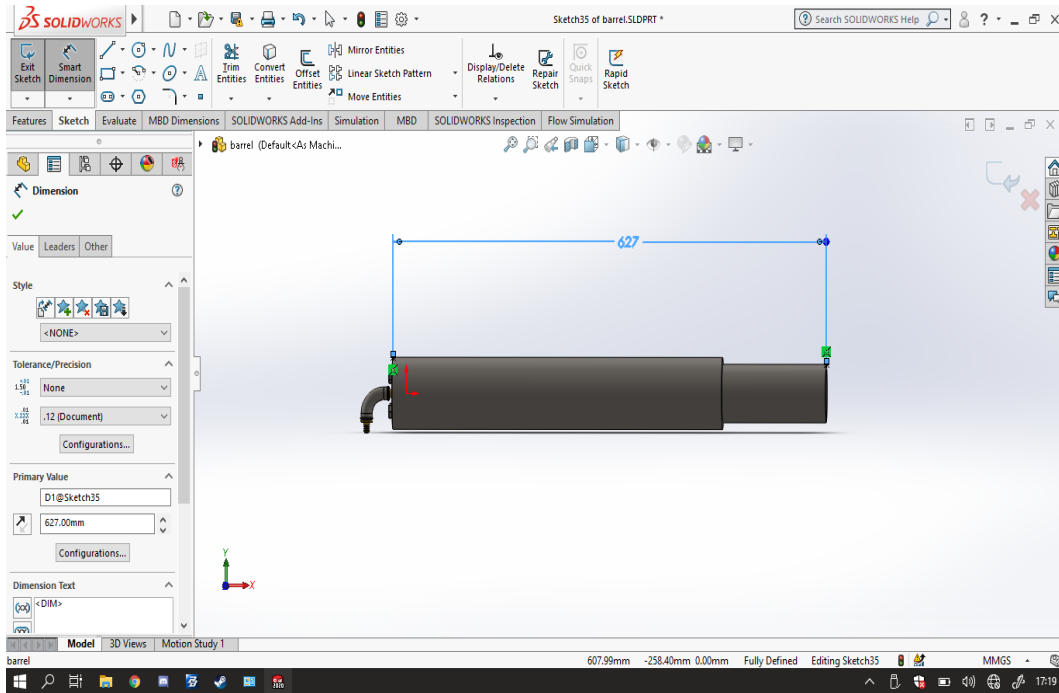 SOLIDWORKS
Sketch35 of barrel.SLDPRT *
Search SOLIDWORKS Help
Exit Sketch
Smart Dimension
Trim Entities
Convert Entities
Offset Entities
Mirror Entities
Linear Sketch Pattern
Move Entities
Display/Delete Relations
Repair Sketch
Quick Snaps
Rapid Sketch
Features Sketch Evaluate MBD Dimensions SOLIDWORKS Add-Ins Simulation MBD SOLIDWORKS Inspection Flow Simulation
barrel (Default<As Machi...
Dimension
Value Leaders Other
627
Style
<NONE>
Tolerance/Precision
None
.12 (Document)
Configurations...
Primary Value
D1@Sketch35
627.00mm
Configurations...
Y
X
Dimension Text
<DIM>
Model 3D Views Motion Study 1
barrel 607.99mm -258.40mm 0.00mm Fully Defined Editing Sketch35 MMGS
17:19